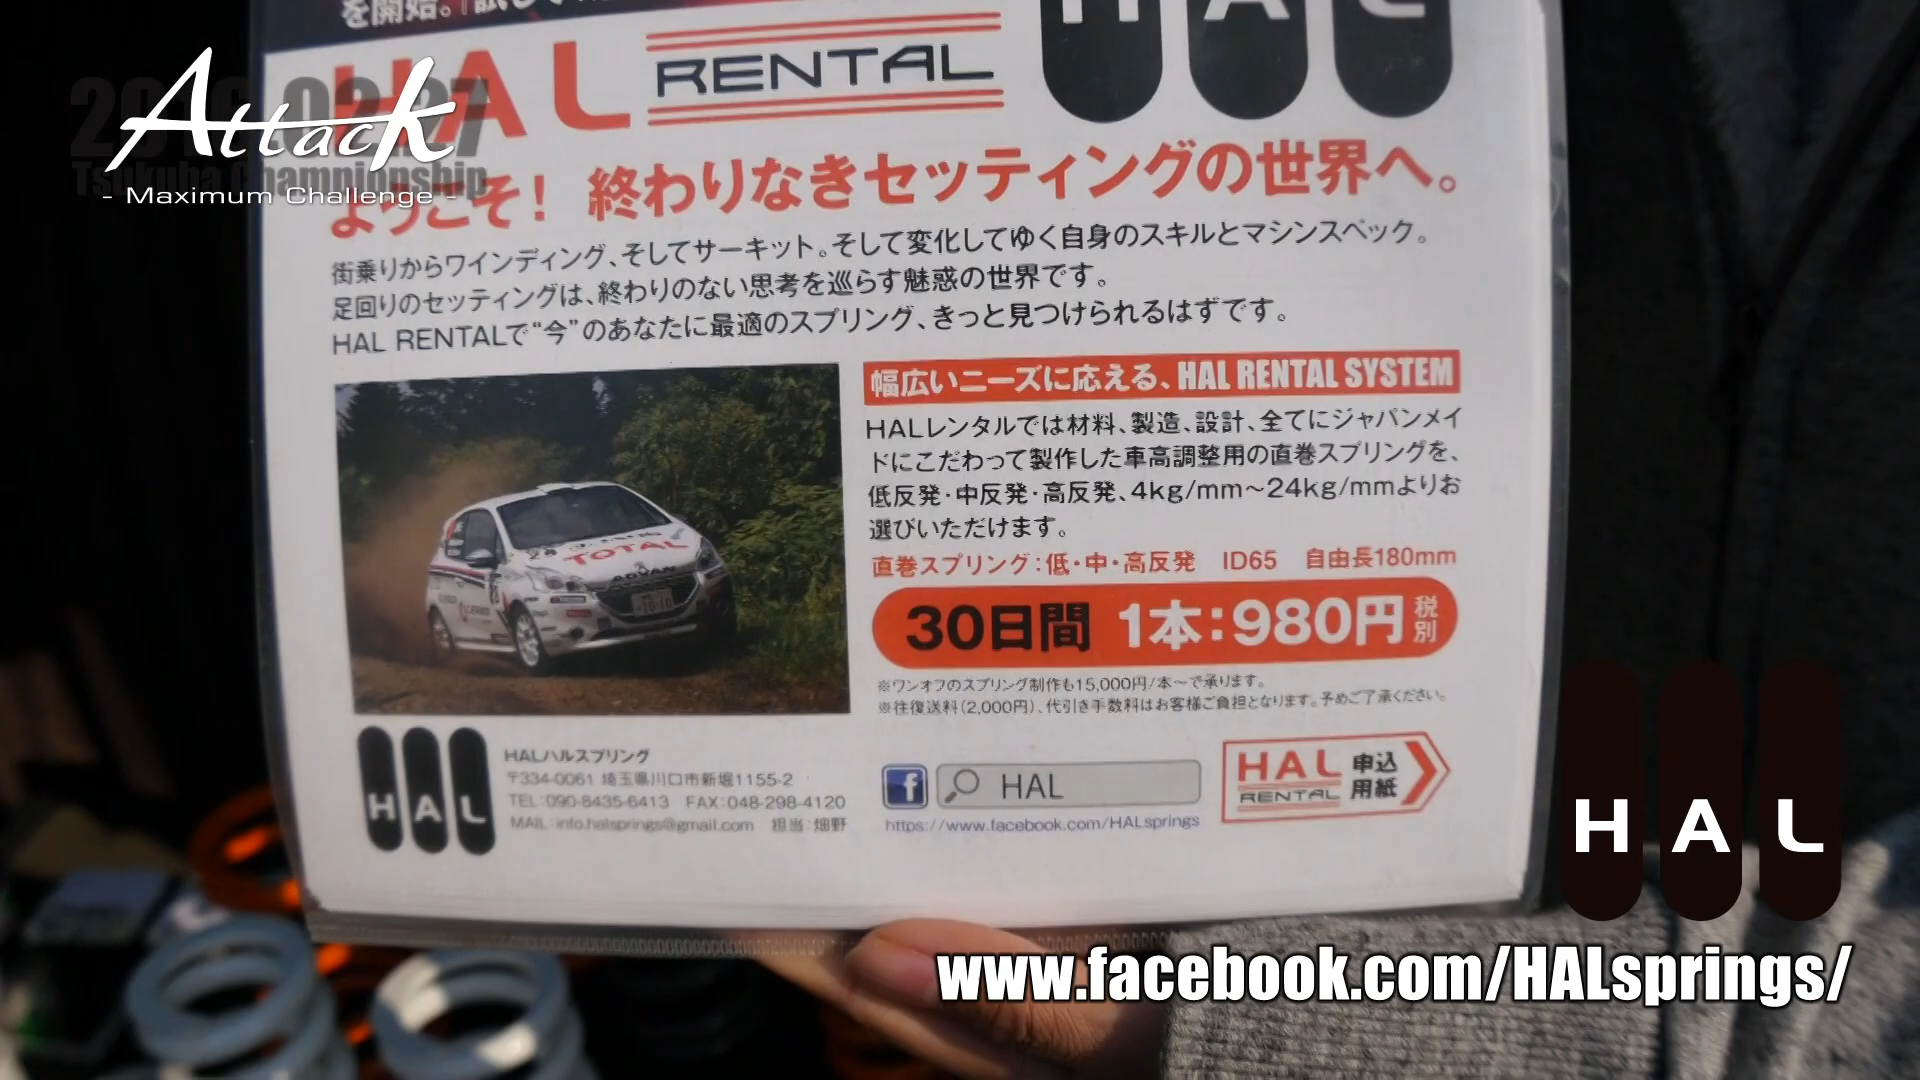 を開始。
HAL RENTAL
HAL
Attack
Tsukuba Championship
- Maximum Challenge -
ようこそ! 終わりなきセッティングの世界へ。
街乗りからワインディング、そしてサーキット。そして変化してゆく自身のスキルとマシンスペック。
足回りのセッティングは、終わりのない思考を巡らす魅惑の世界です。
HAL RENTALで“今”のあなたに最適のスプリング、きっと見つけられるはずです。
幅広いニーズに応える、HAL RENTAL SYSTEM
HALレンタルでは材料、製造、設計、全てにジャパンメイ
ドにこだわって製作した車高調整用の直巻スプリングを、
低反発・中反発・高反発、4kg/mm〜24kg/mmよりお
選びいただけます。
直巻スプリング:低・中・高反発 ID65 自由長180mm
30日間 1本:980円 税別
※ワンオフのスプリング制作も15,000円/本〜で承ります。
※往復送料(2,000円)、代引き手数料はお客様ご負担となります。予めご了承ください。
TOTAL
ADVAN
HAL
HALハルスプリング
〒334-0061 埼玉県川口市新堀1155-2
TEL:090-8435-6413 FAX:048-298-4120
MAIL:info.halsprings@gmail.com 担当:畑野
f HAL
https://www.facebook.com/HALsprings
HAL RENTAL 申込用紙
HAL
www.facebook.com/HALsprings/